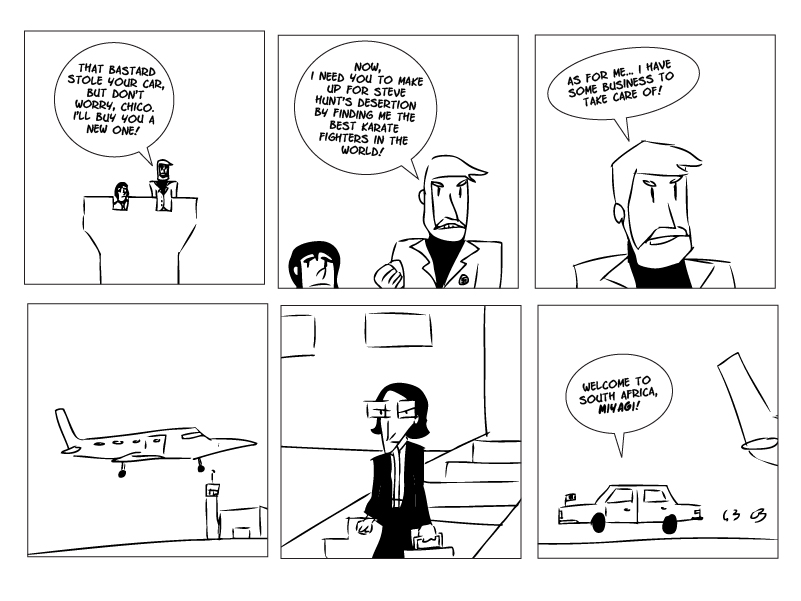 THAT BASTARD
STOLE YOUR CAR,
BUT DON'T
WORRY, CHICO.
I'LL BUY YOU A
NEW ONE!
NOW,
I NEED YOU TO MAKE
UP FOR STEVE
HUNT'S DESERTION
BY FINDING ME THE
BEST KARATE
FIGHTERS IN THE
WORLD!
AS FOR ME... I HAVE
SOME BUSINESS TO
TAKE CARE OF!
WELCOME TO
SOUTH AFRICA,
MIYAGI!